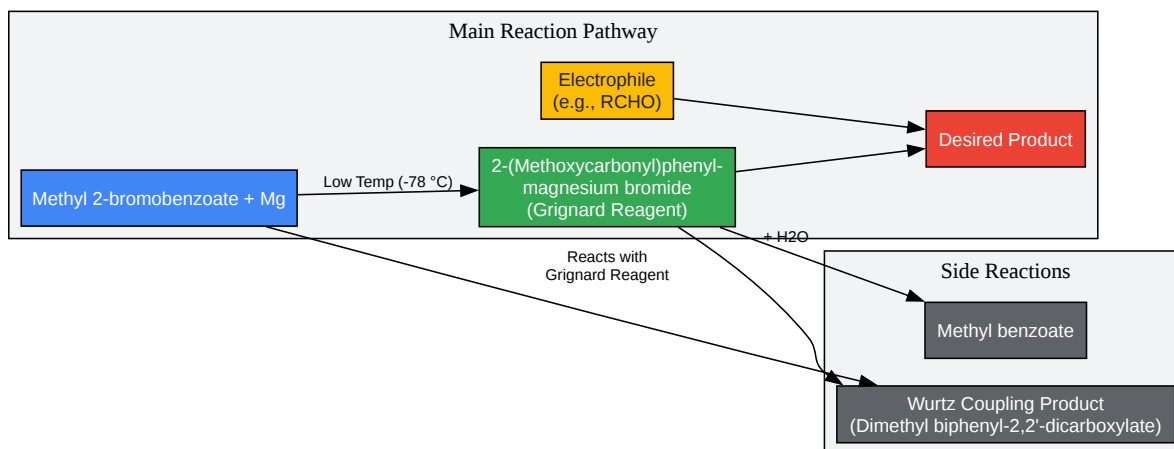 Main Reaction Pathway
Electrophile
(e.g., RCHO)
Desired Product
2-(Methoxycarbonyl)phenyl-
magnesium bromide
(Grignard Reagent)
Low Temp (-78 °C)
Methyl 2-bromobenzoate + Mg
+ H2O
Reacts with
Grignard Reagent
Side Reactions
Methyl benzoate
Wurtz Coupling Product
(Dimethyl biphenyl-2,2'-dicarboxylate)